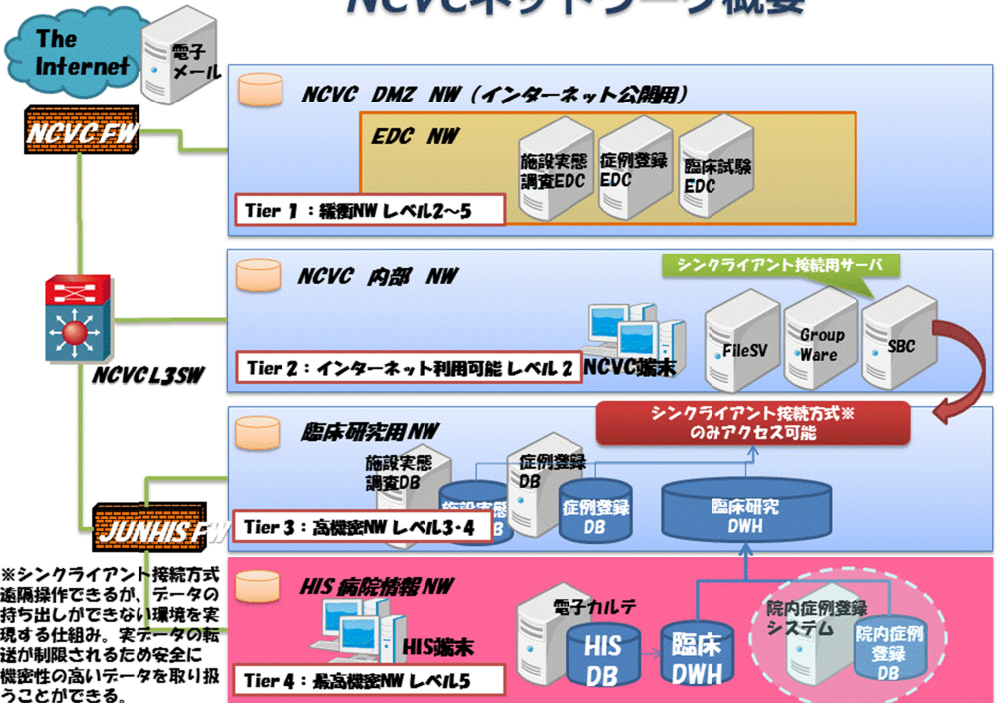 NCVCネットワーク概要
The
Internet
電子
メール
NCVC FW
NCVC DMZ NW（インターネット公開用）
EDC NW
施設実態
調査EDC
症例登録
EDC
臨床試験
EDC
Tier 1：緩衝NW レベル2～5
NCVC 内部 NW
シンクライアント接続用サーバ
FileSV
Group
Ware
SBC
NCVC端末
Tier 2：インターネット利用可能 レベル 2
NCVC L3SW
シンクライアント接続方式※
のみアクセス可能
臨床研究用NW
施設実態
調査DB
症例登録
DB
症例登録
DB
臨床研究
DWH
Tier 3：高機密NW レベル3・4
JUNHIS FW
HIS 病院情報NW
HIS端末
電子カルテ
HIS
DB
臨床
DWH
院内症例登録
システム
院内症例
登録
DB
Tier 4：最高機密NW レベル5
※シンクライアント接続方式
遠隔操作できるが、データの
持ち出しができない環境を実
現する仕組み。実データの転
送が制限されるため安全に
機密性の高いデータを取り扱
うことができる。